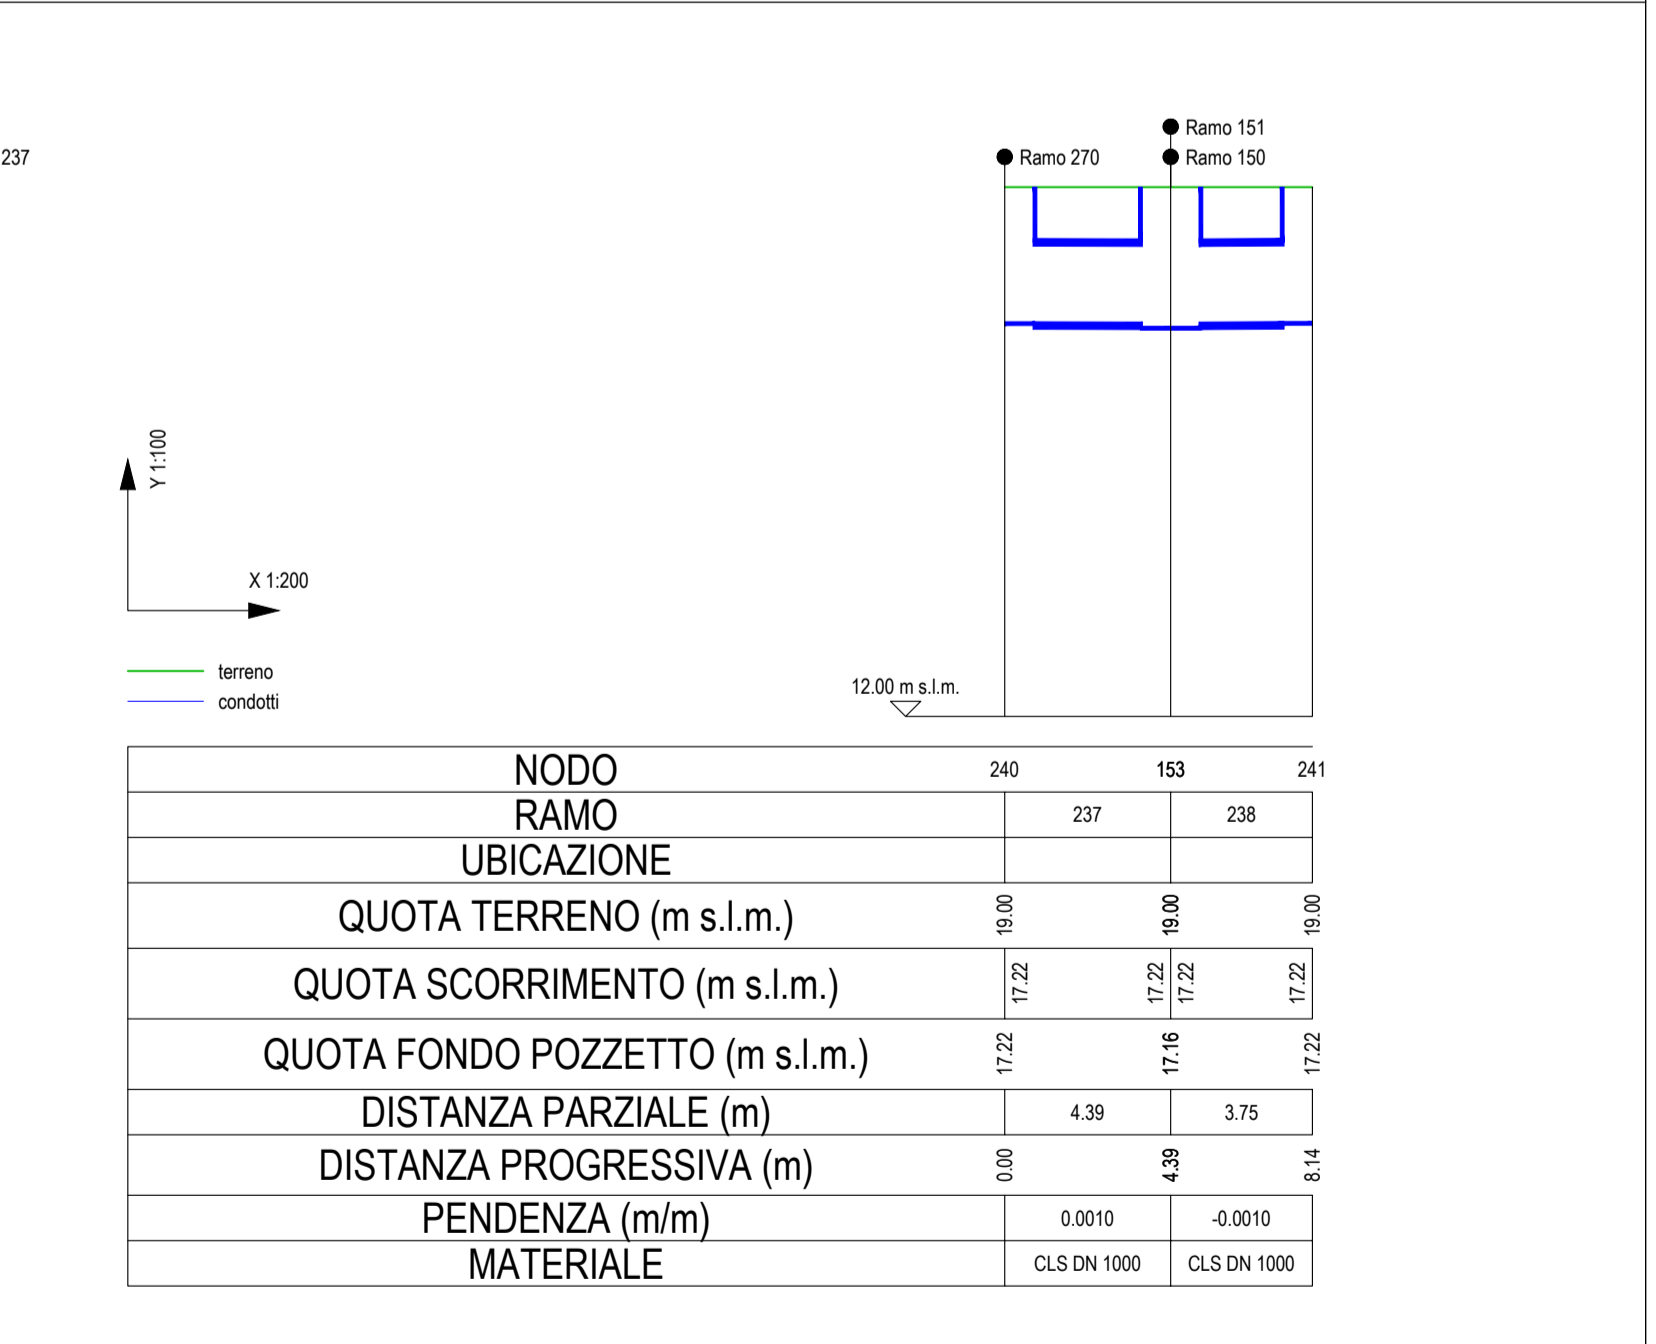 Ramo 151
237
Ramo 270
Ramo 150
Y 1:100
X 1:200
terreno
condotti
12.00 m s.l.m.
NODO 240 153 241
RAMO 237 238
UBICAZIONE
QUOTA TERRENO (m s.l.m.) 19.00 19.00 19.00
QUOTA SCORRIMENTO (m s.l.m.) 17.22 17.22 17.22 17.22
QUOTA FONDO POZZETTO (m s.l.m.) 17.22 17.16 17.22
DISTANZA PARZIALE (m) 4.39 3.75
DISTANZA PROGRESSIVA (m) 0.00 4.39 8.14
PENDENZA (m/m) 0.0010 -0.0010
MATERIALE CLS DN 1000 CLS DN 1000